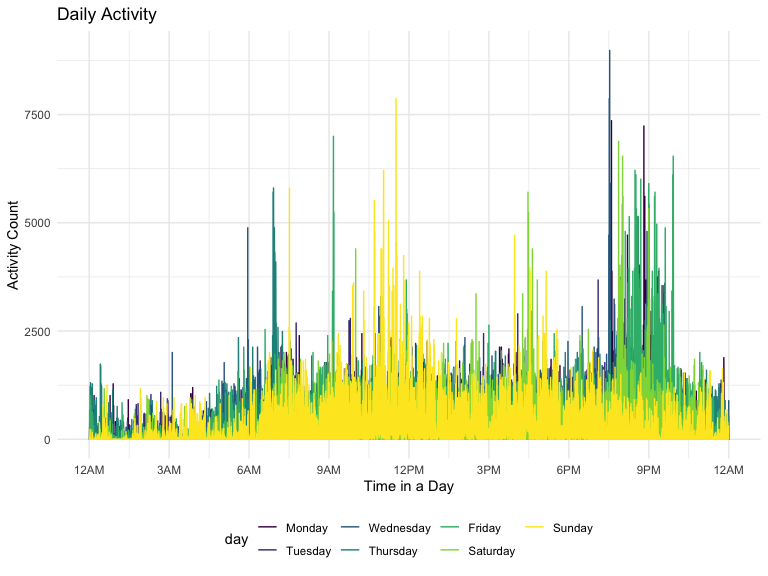 Daily Activity
Activity Count
7500
5000
2500
0
12AM 3AM 6AM 9AM 12PM 3PM 6PM 9PM 12AM
Time in a Day
day
Monday Wednesday Friday Sunday
Tuesday Thursday Saturday